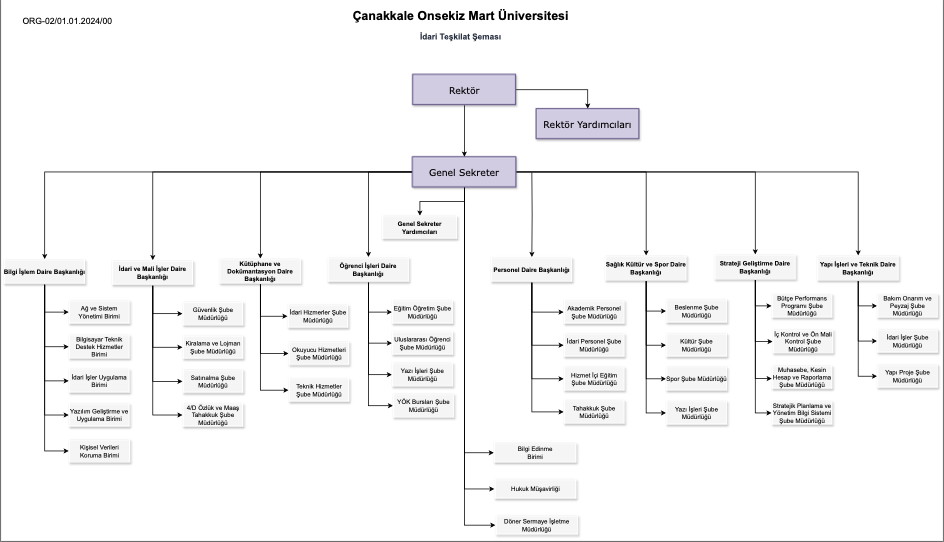 ORG-02/01.01.2024/00
Çanakkale Onsekiz Mart Üniversitesi
İdari Teşkilat Şeması
Rektör
Rektör Yardımcıları
Genel Sekreter
Genel Sekreter
Yardımcıları
Bilgi İşlem Daire Başkanlığı
Ağ ve Sistem
Yönetimi Birimi
Bilgisayar Teknik
Destek Hizmetler
Birimi
İdari İşler Uygulama
Birimi
Yazılım Geliştirme ve
Uygulama Birimi
Kişisel Verileri
Koruma Birimi
İdari ve Mali İşler Daire
Başkanlığı
Güvenlik Şube
Müdürlüğü
Kiralama ve Lojman
Şube Müdürlüğü
Satınalma Şube
Müdürlüğü
4/D Özlük ve Maaş
Tahakkuk Şube
Müdürlüğü
Kütüphane ve
Dokümantasyon Daire
Başkanlığı
İdari Hizmerler Şube
Müdürlüğü
Okuyucu Hizmetleri
Şube Müdürlüğü
Teknik Hizmetler
Şube Müdürlüğü
Öğrenci İşleri Daire
Başkanlığı
Eğilim Öğretim Şube
Müdürlüğü
Uluslararası Öğrenci
Şube Müdürlüğü
Yazı İşleri Şube
Müdürlüğü
YÖK Bursları Şube
Müdürlüğü
Personel Daire Başkanlığı
Akademik Personel
Şube Müdürlüğü
İdari Personel Şube
Müdürlüğü
Hizmet İçi Eğitim
Şube Müdürlüğü
Tahakkuk Şube
Müdürlüğü
Sağlık Kültür ve Spor Daire
Başkanlığı
Beslenme Şube
Müdürlüğü
Kültür Şube
Müdürlüğü
Spor Şube Müdürlüğü
Yazı İşleri Şube
Müdürlüğü
Strateji Geliştirme Daire
Başkanlığı
Bütçe Performans
Programı Şube
Müdürlüğü
İç Kontrol ve Ön Mali
Kontrol Şube
Müdürlüğü
Muhasebe, Kesin
Hesap ve Raporlama
Şube Müdürlüğü
Stratejik Planlama ve
Yönetim Bilgi Sistemi
Şube Müdürlüğü
Yapı İşleri ve Teknik Daire
Başkanlığı
Bakım Onarım ve
Peyzaj Şube
Müdürlüğü
İdari İşler Şube
Müdürlüğü
Yapı Proje Şube
Müdürlüğü
Bilgi Edinme
Birimi
Hukuk Müşavirliği
Döner Sermaye İşletme
Müdürlüğü